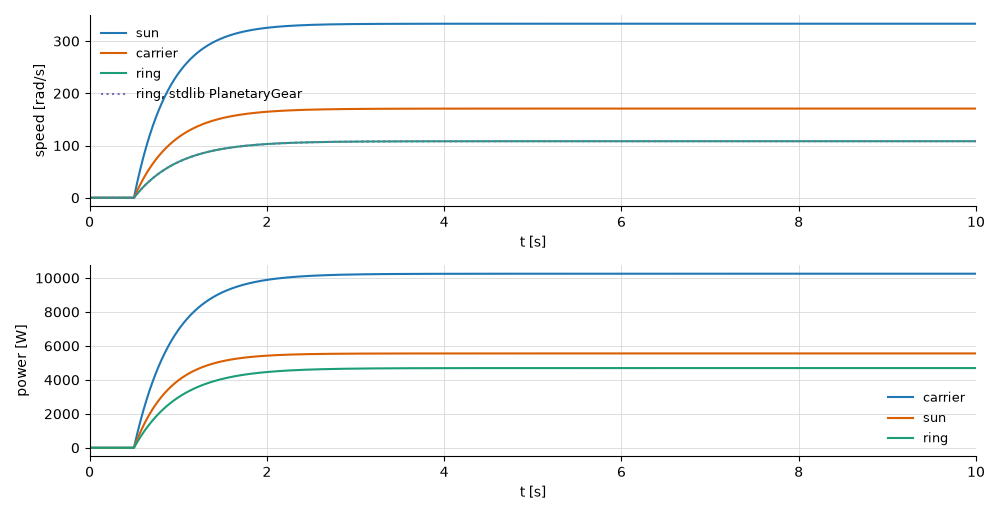 speed [rad/s]
300
200
100
0
sun
carrier
ring
ring, stdlib PlanetaryGear
0 2 4 6 8 10
t [s]
power [W]
10000
8000
6000
4000
2000
0
carrier
sun
ring
0 2 4 6 8 10
t [s]